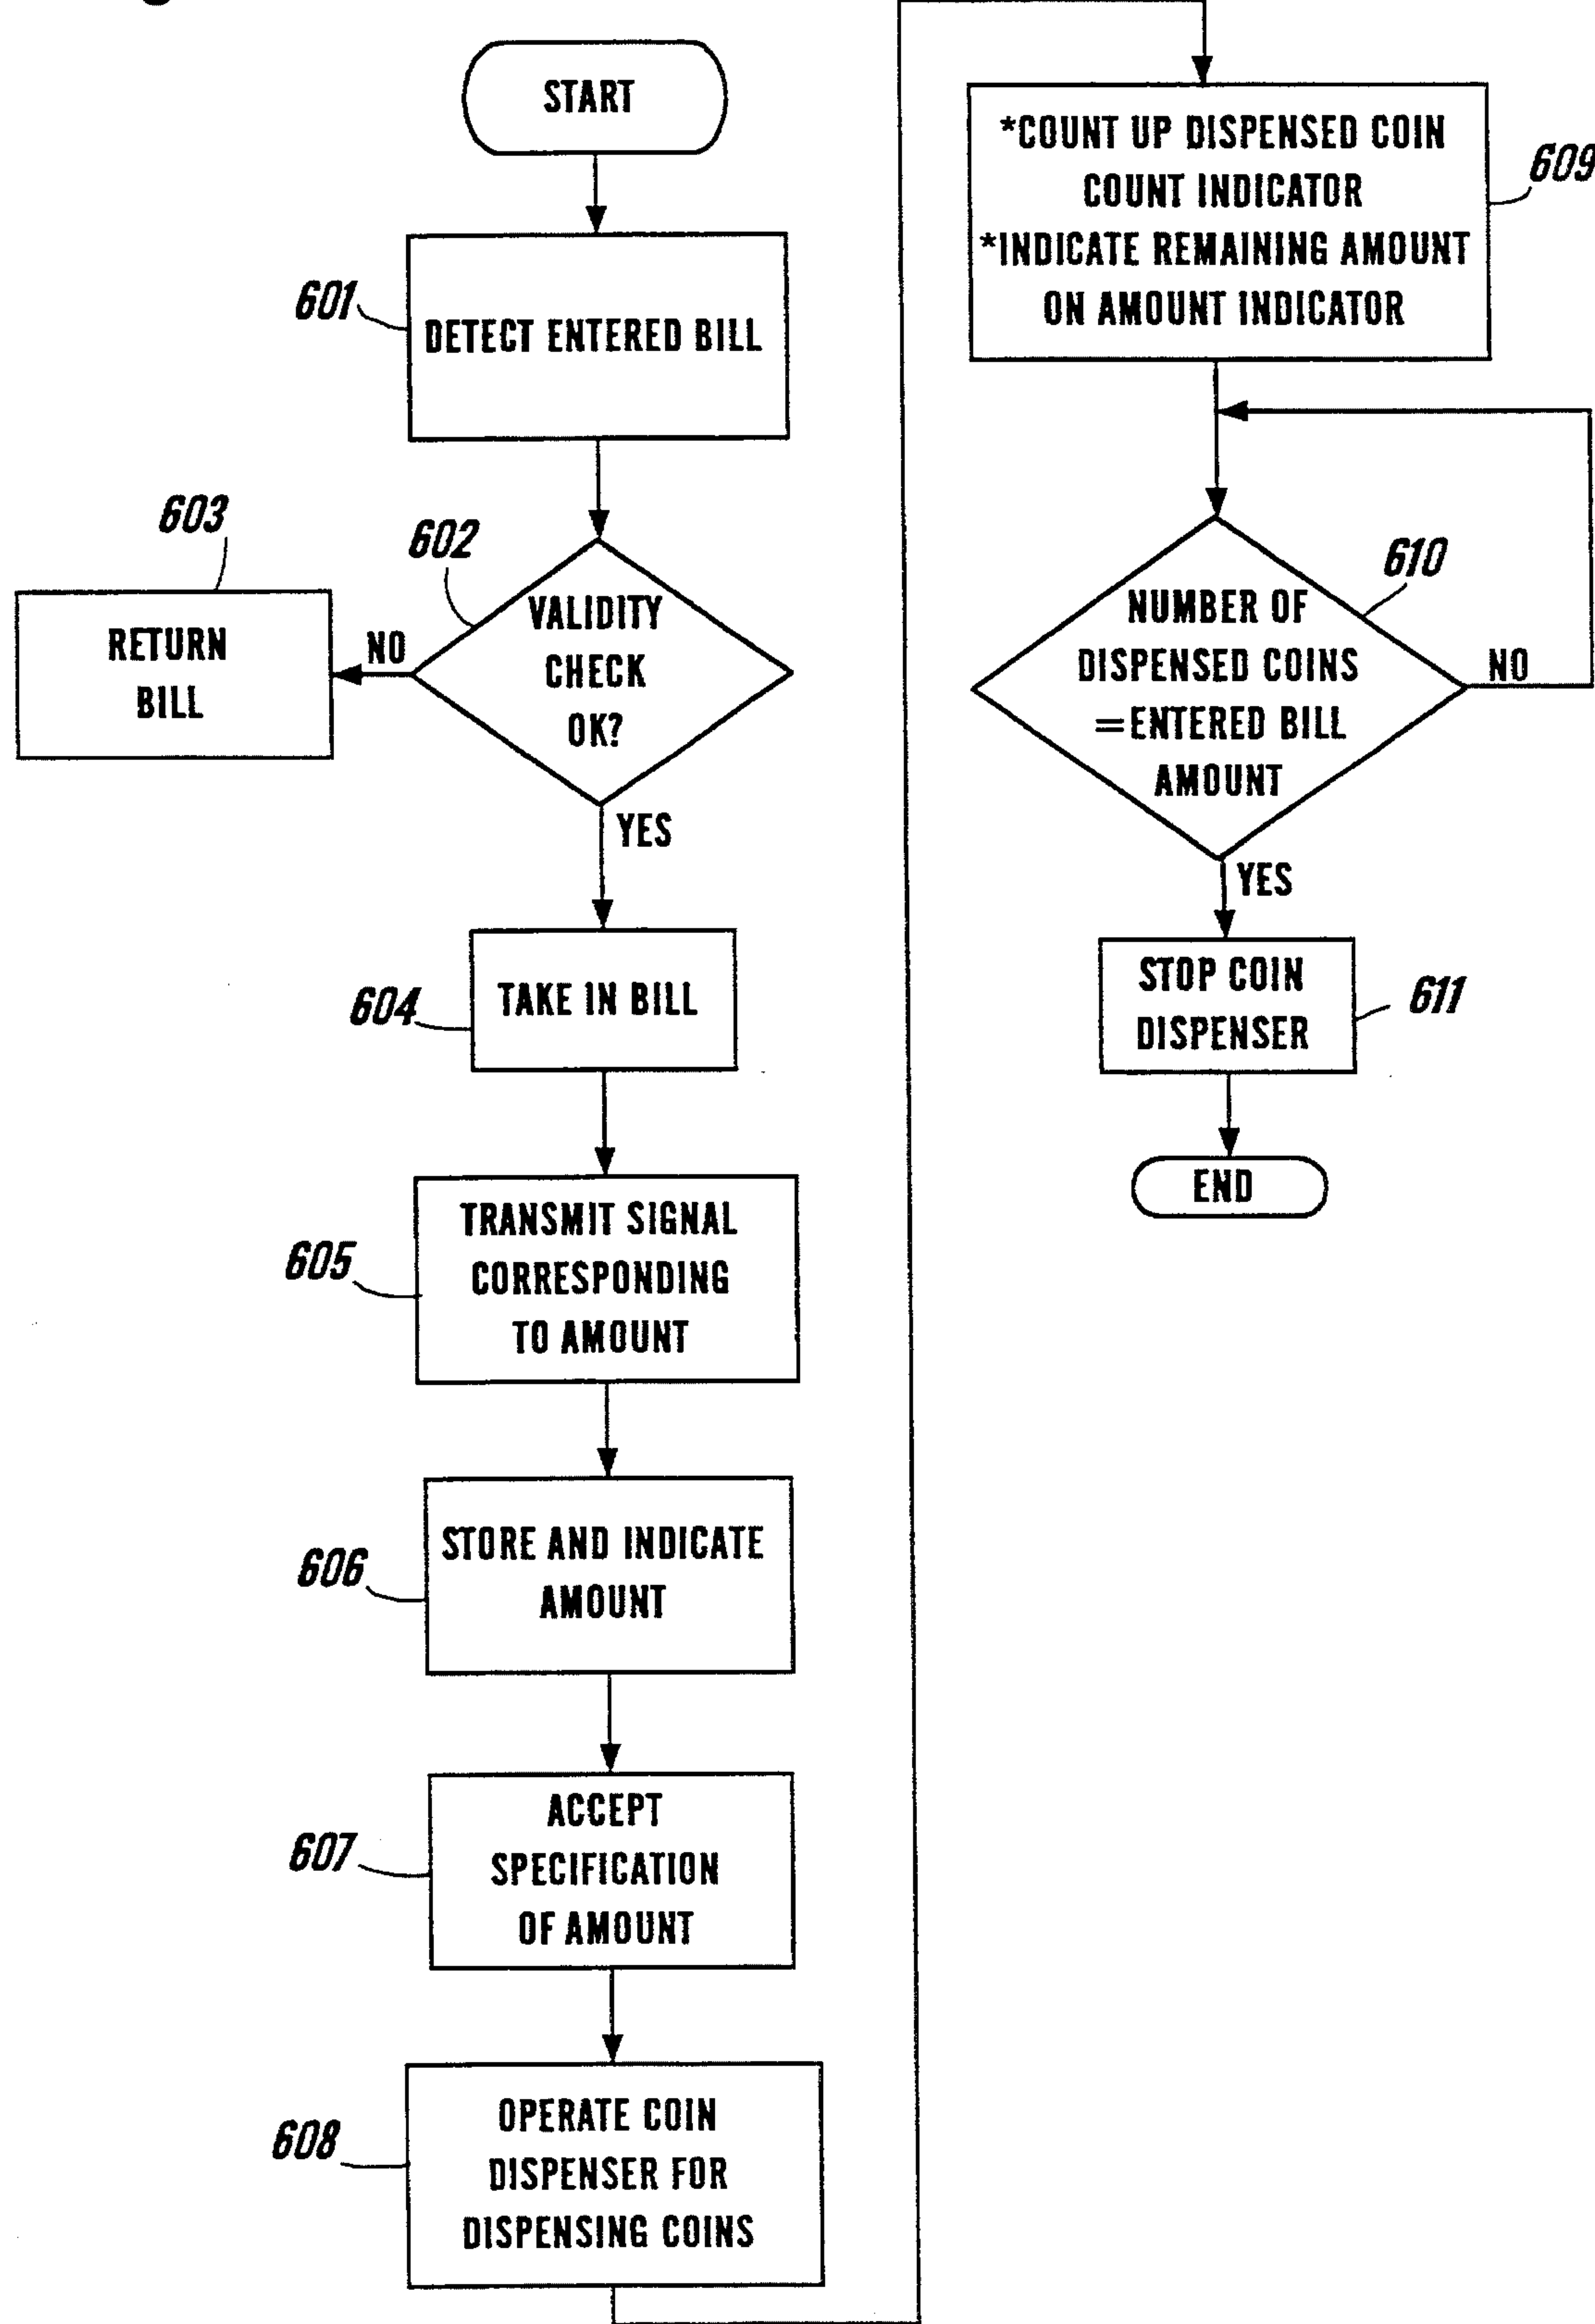 START
601
DETECT ENTERED BILL
603
602
RETURN
BILL
NO
VALIDITY
CHECK
OK?
YES
604
TAKE IN BILL
605
TRANSMIT SIGNAL
CORRESPONDING
TO AMOUNT
606
STORE AND INDICATE
AMOUNT
607
ACCEPT
SPECIFICATION
OF AMOUNT
608
OPERATE COIN
DISPENSER FOR
DISPENSING COINS
*COUNT UP DISPENSED COIN
COUNT INDICATOR
*INDICATE REMAINING AMOUNT
ON AMOUNT INDICATOR
609
610
NUMBER OF
DISPENSED COINS
=ENTERED BILL
AMOUNT
NO
YES
STOP COIN
DISPENSER
611
END